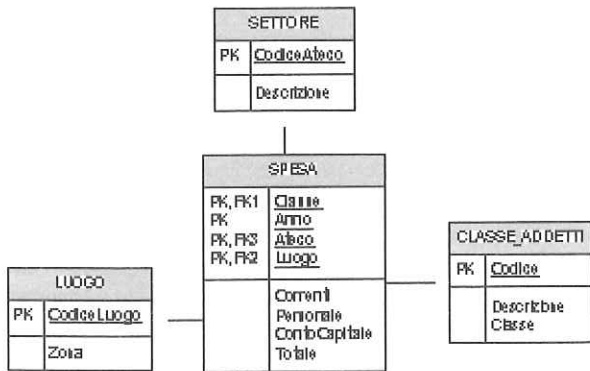 SETTORE
PK CodiceAteco
Descrizione
SPESA
PK, FK1 Classe
PK Anno
PK, FK3 Ateco
PK, FK2 Luogo
Correnti
Personale
ContoCapitale
Totale
LUOGO
PK CodiceLuogo
Zona
CLASSE_ADDETTI
PK Codice
Descrizione
Classe